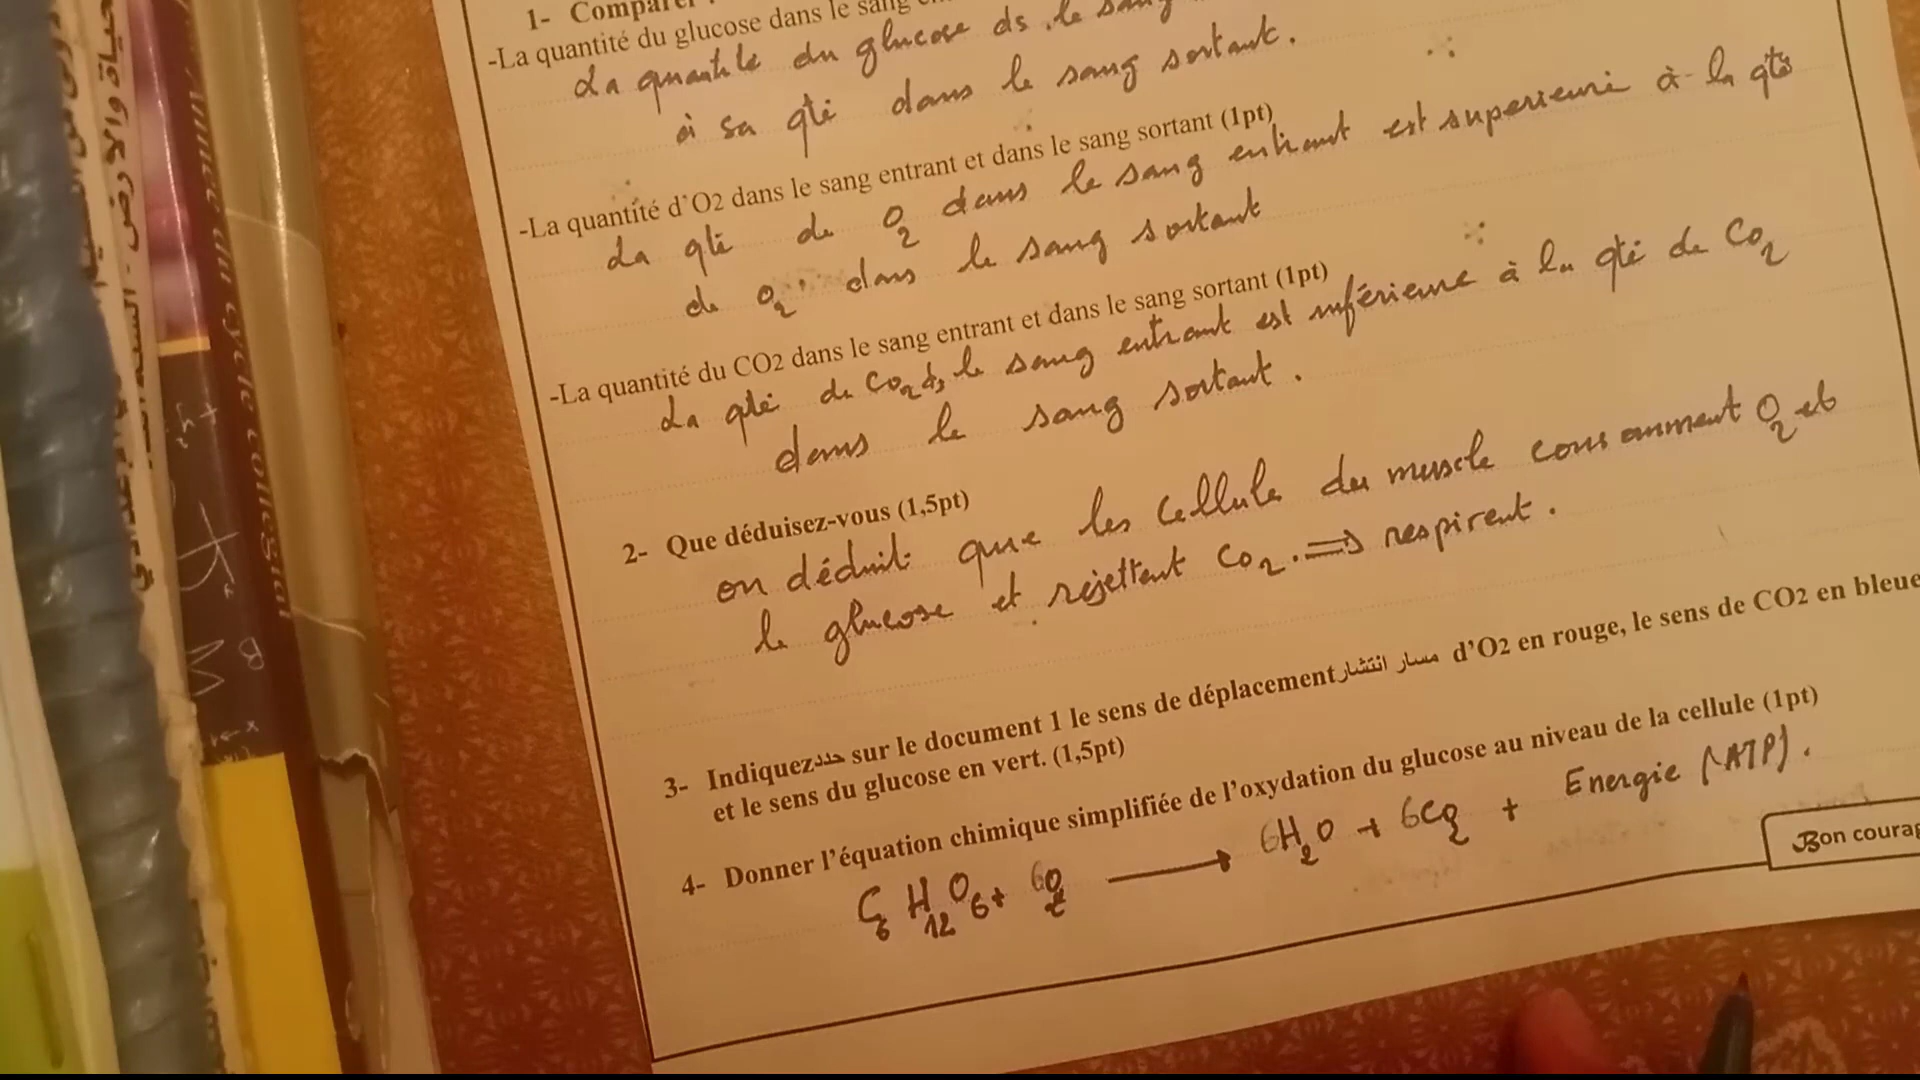 1- Comparer :
-La quantité du glucose dans le sang
La quantité du glucose ds le sang
à sa qté dans le sang sortant.
-La quantité d'O2 dans le sang entrant et dans le sang sortant (1pt)
La qté de O2 dans le sang entrant est superieure à la qté
de O2 dans le sang sortant
-La quantité du CO2 dans le sang entrant et dans le sang sortant (1pt)
La qté de CO2 ds le sang entrant est inférieure à la qté de CO2
dans le sang sortant.
2- Que déduisez-vous (1,5pt)
on déduit que les cellules du muscle consomment O2 et
le glucose et rejettent CO2. => respirent.
3- Indiquez حدد sur le document 1 le sens de déplacement مسار انتشار d'O2 en rouge, le sens de CO2 en bleue
et le sens du glucose en vert. (1,5pt)
4- Donner l'équation chimique simplifiée de l'oxydation du glucose au niveau de la cellule (1pt)
C6H12O6 + 6O2 → 6H2O + 6CO2 + Energie (ATP).
Bon courag
du cycle collégial